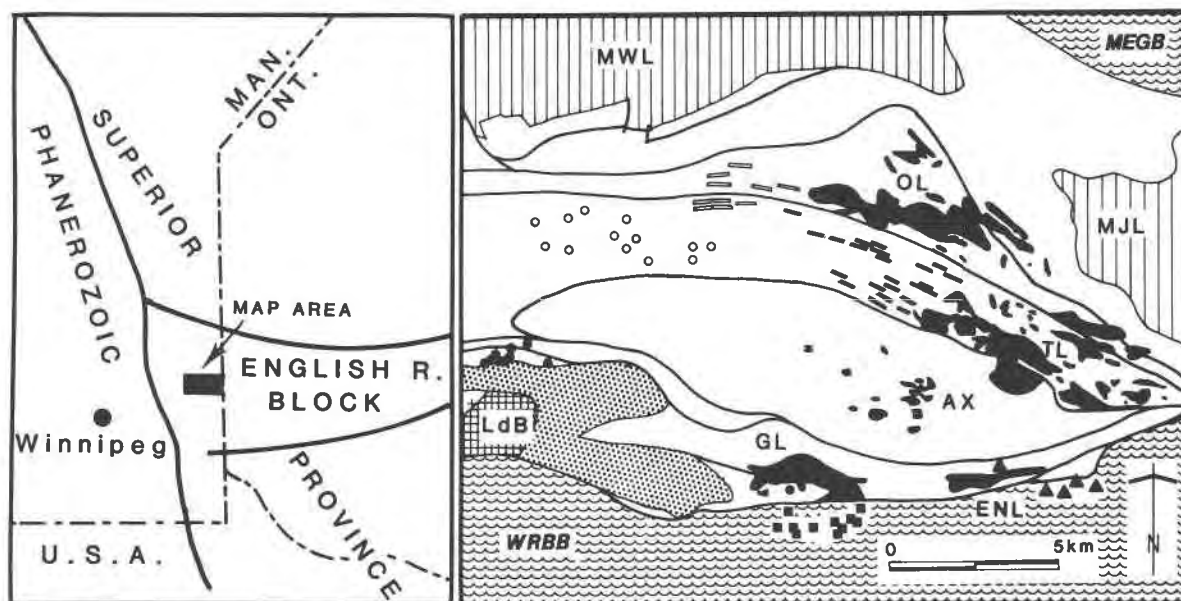 MAN.
ONT.
SUPERIOR
PHANEROZOIC
MAP AREA
ENGLISH R.
BLOCK
Winnipeg
PROVINCE
U.S.A.
MWL
MEGB
OL
MJL
TL
AX
LdB
GL
ENL
WRBB
0 5km
N